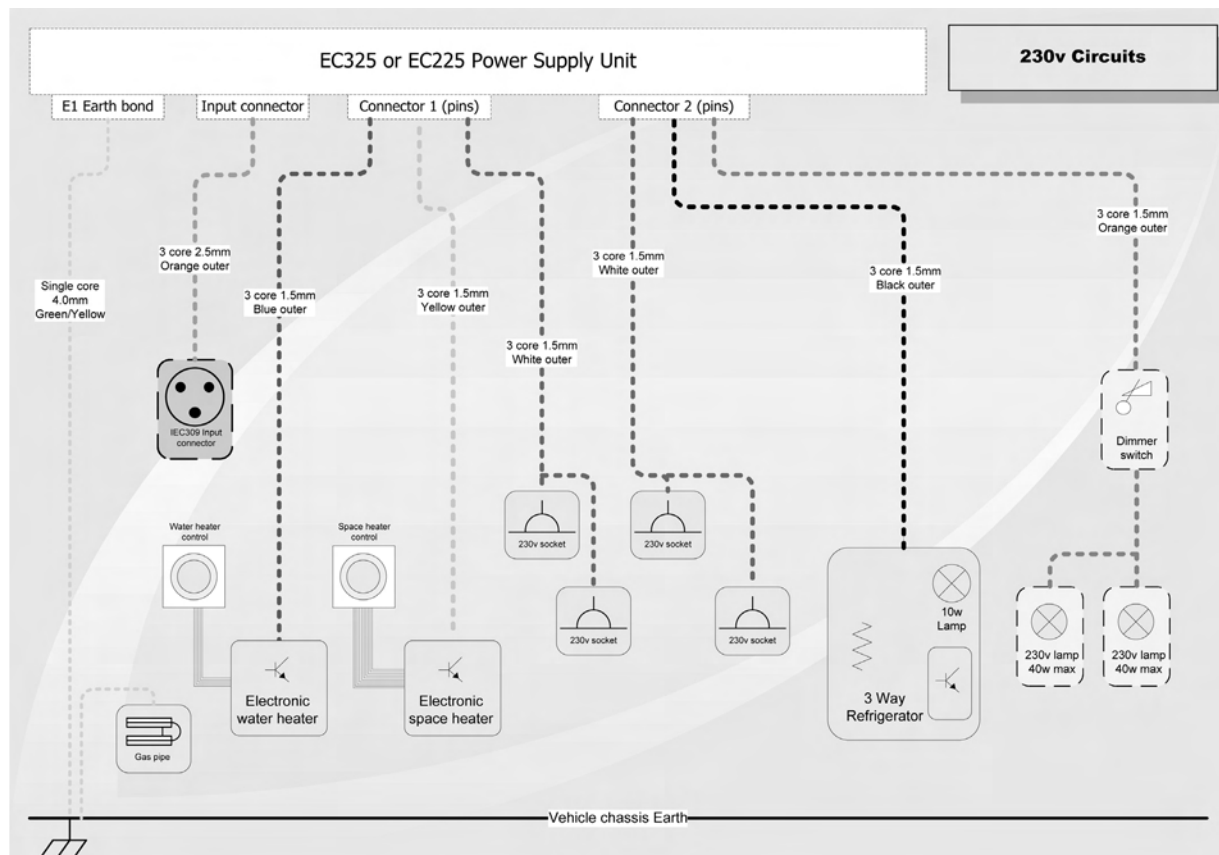 EC325 or EC225 Power Supply Unit
230v Circuits
E1 Earth bond
Input connector
Connector 1 (pins)
Connector 2 (pins)
3 core 2.5mm
Orange outer
Single core
4.0mm
Green/Yellow
3 core 1.5mm
Blue outer
3 core 1.5mm
Yellow outer
3 core 1.5mm
White outer
3 core 1.5mm
White outer
3 core 1.5mm
Black outer
3 core 1.5mm
Orange outer
IEC309 Input
connector
Dimmer
switch
Water heater
control
Space heater
control
230v socket
230v socket
230v socket
230v socket
10w
Lamp
3 Way
Refrigerator
230v lamp
40w max
230v lamp
40w max
Electronic
water heater
Electronic
space heater
Gas pipe
Vehicle chassis Earth